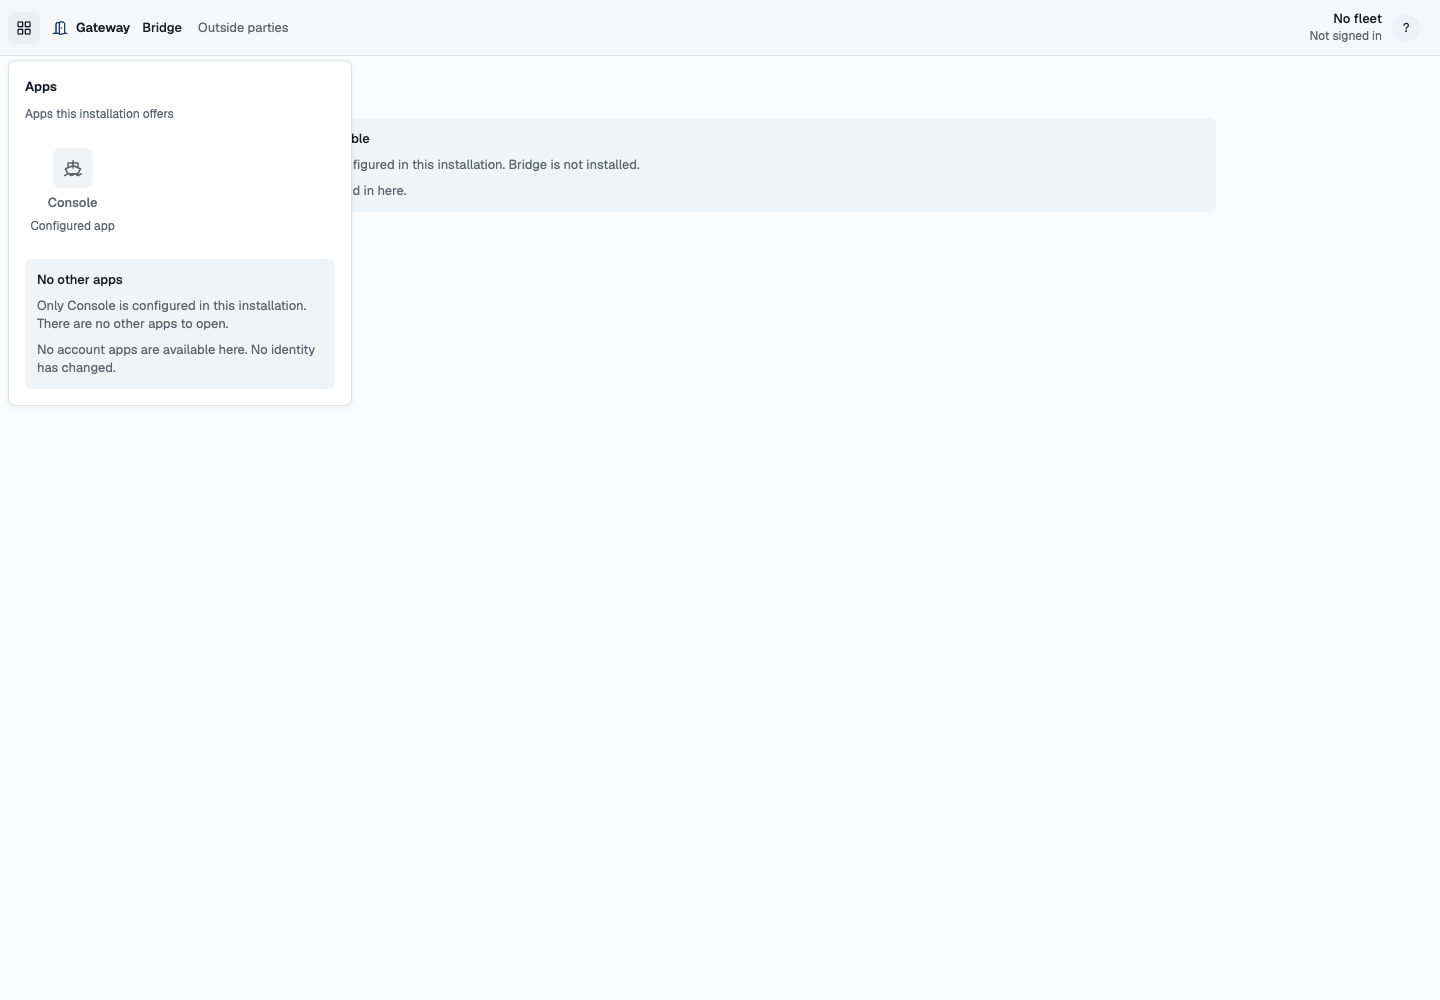 Gateway Bridge Outside parties
No fleet
Not signed in
?
Apps
Apps this installation offers
Console
Configured app
No other apps
Only Console is configured in this installation.
There are no other apps to open.
No account apps are available here. No identity
has changed.
in this installation. Bridge is not installed.
in here.